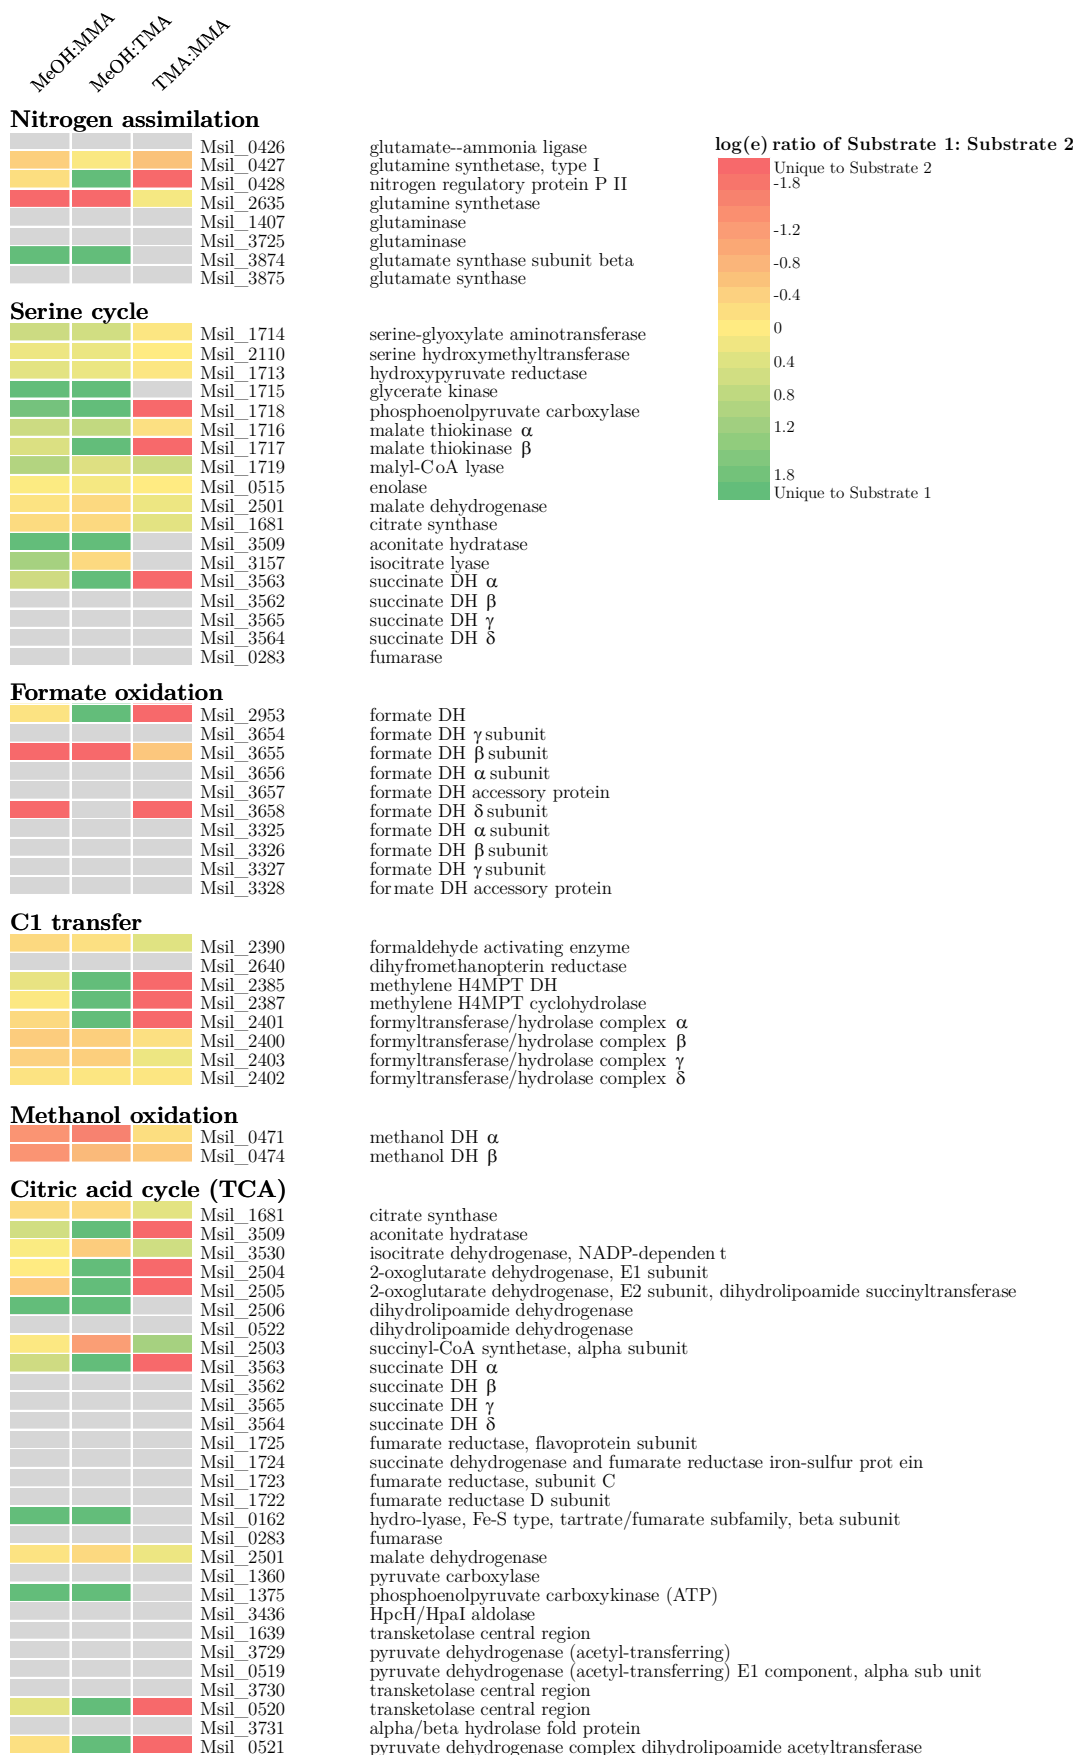 MeOH:MMA
MeOH:TMA
TMA:MMA
Nitrogen assimilation
Msil_0426 glutamate--ammonia ligase
Msil_0427 glutamine synthetase, type I
Msil_0428 nitrogen regulatory protein P II
Msil_2635 glutamine synthetase
Msil_1407 glutaminase
Msil_3725 glutaminase
Msil_3874 glutamate synthase subunit beta
Msil_3875 glutamate synthase
log(e) ratio of Substrate 1: Substrate 2
Unique to Substrate 2
-1.8
-1.2
-0.8
-0.4
0
0.4
0.8
1.2
1.8
Unique to Substrate 1
Serine cycle
Msil_1714 serine-glyoxylate aminotransferase
Msil_2110 serine hydroxymethyltransferase
Msil_1713 hydroxypyruvate reductase
Msil_1715 glycerate kinase
Msil_1718 phosphoenolpyruvate carboxylase
Msil_1716 malate thiokinase α
Msil_1717 malate thiokinase β
Msil_1719 malyl-CoA lyase
Msil_0515 enolase
Msil_2501 malate dehydrogenase
Msil_1681 citrate synthase
Msil_3509 aconitate hydratase
Msil_3157 isocitrate lyase
Msil_3563 succinate DH α
Msil_3562 succinate DH β
Msil_3565 succinate DH γ
Msil_3564 succinate DH δ
Msil_0283 fumarase
Formate oxidation
Msil_2953 formate DH
Msil_3654 formate DH γ subunit
Msil_3655 formate DH β subunit
Msil_3656 formate DH α subunit
Msil_3657 formate DH accessory protein
Msil_3658 formate DH δ subunit
Msil_3325 formate DH α subunit
Msil_3326 formate DH β subunit
Msil_3327 formate DH γ subunit
Msil_3328 formate DH accessory protein
C1 transfer
Msil_2390 formaldehyde activating enzyme
Msil_2640 dihyfromethanopterin reductase
Msil_2385 methylene H4MPT DH
Msil_2387 methylene H4MPT cyclohydrolase
Msil_2401 formyltransferase/hydrolase complex α
Msil_2400 formyltransferase/hydrolase complex β
Msil_2403 formyltransferase/hydrolase complex γ
Msil_2402 formyltransferase/hydrolase complex δ
Methanol oxidation
Msil_0471 methanol DH α
Msil_0474 methanol DH β
Citric acid cycle (TCA)
Msil_1681 citrate synthase
Msil_3509 aconitate hydratase
Msil_3530 isocitrate dehydrogenase, NADP-dependen t
Msil_2504 2-oxoglutarate dehydrogenase, E1 subunit
Msil_2505 2-oxoglutarate dehydrogenase, E2 subunit, dihydrolipoamide succinyltransferase
Msil_2506 dihydrolipoamide dehydrogenase
Msil_0522 dihydrolipoamide dehydrogenase
Msil_2503 succinyl-CoA synthetase, alpha subunit
Msil_3563 succinate DH α
Msil_3562 succinate DH β
Msil_3565 succinate DH γ
Msil_3564 succinate DH δ
Msil_1725 fumarate reductase, flavoprotein subunit
Msil_1724 succinate dehydrogenase and fumarate reductase iron-sulfur prot ein
Msil_1723 fumarate reductase, subunit C
Msil_1722 fumarate reductase D subunit
Msil_0162 hydro-lyase, Fe-S type, tartrate/fumarate subfamily, beta subunit
Msil_0283 fumarase
Msil_2501 malate dehydrogenase
Msil_1360 pyruvate carboxylase
Msil_1375 phosphoenolpyruvate carboxykinase (ATP)
Msil_3436 HpcH/HpaI aldolase
Msil_1639 transketolase central region
Msil_3729 pyruvate dehydrogenase (acetyl-transferring)
Msil_0519 pyruvate dehydrogenase (acetyl-transferring) E1 component, alpha sub unit
Msil_3730 transketolase central region
Msil_0520 transketolase central region
Msil_3731 alpha/beta hydrolase fold protein
Msil_0521 pyruvate dehydrogenase complex dihydrolipoamide acetyltransferase